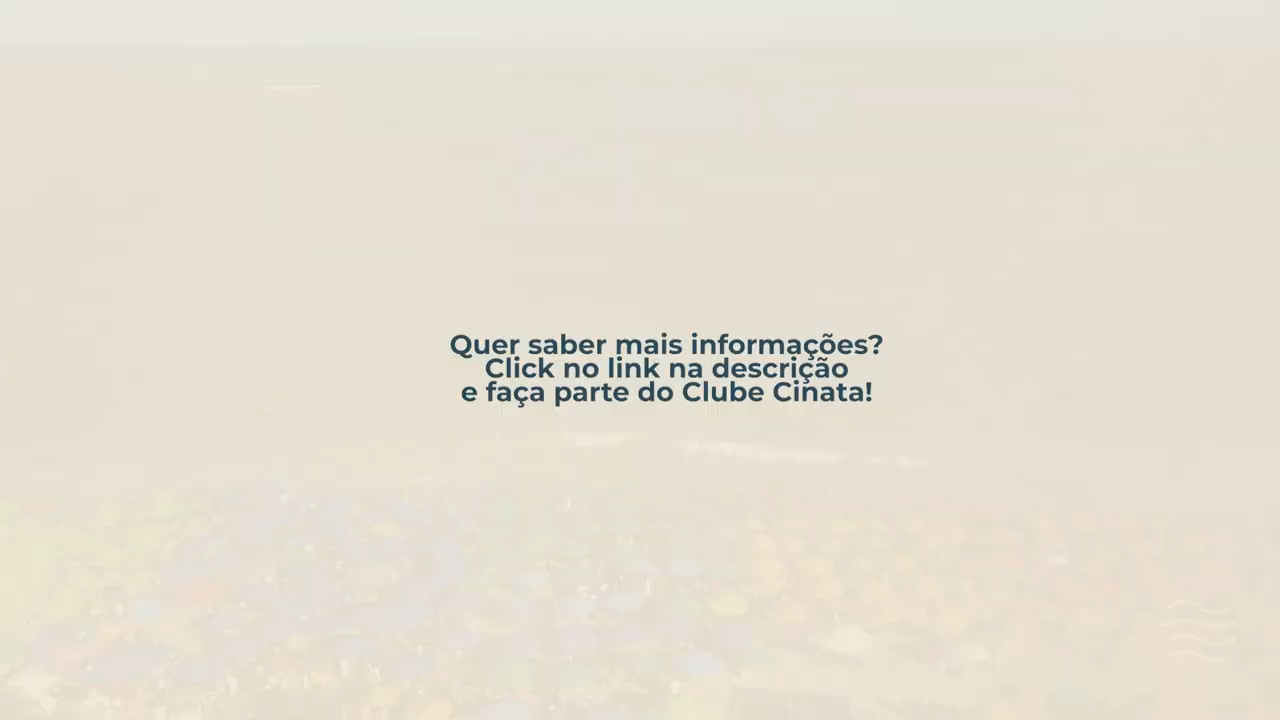 Quer saber mais informações?
Click no link na descrição
e faça parte do Clube Cinata!